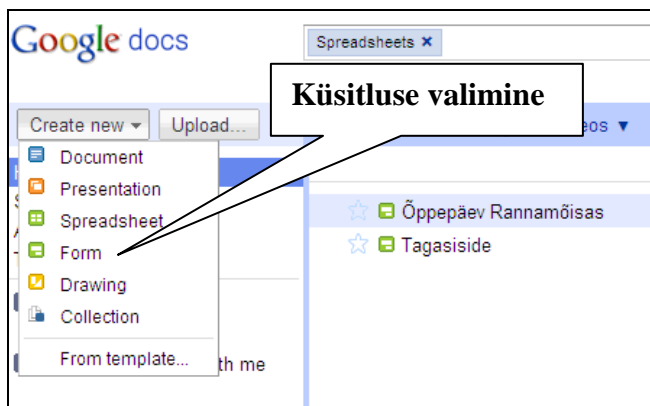 Google docs
Spreadsheets ×
Küsitluse valimine
Create new
Upload...
eos
Document
Presentation
Spreadsheet
Form
Drawing
Collection
From template...
th me
Õppepäev Rannamõisas
Tagasiside